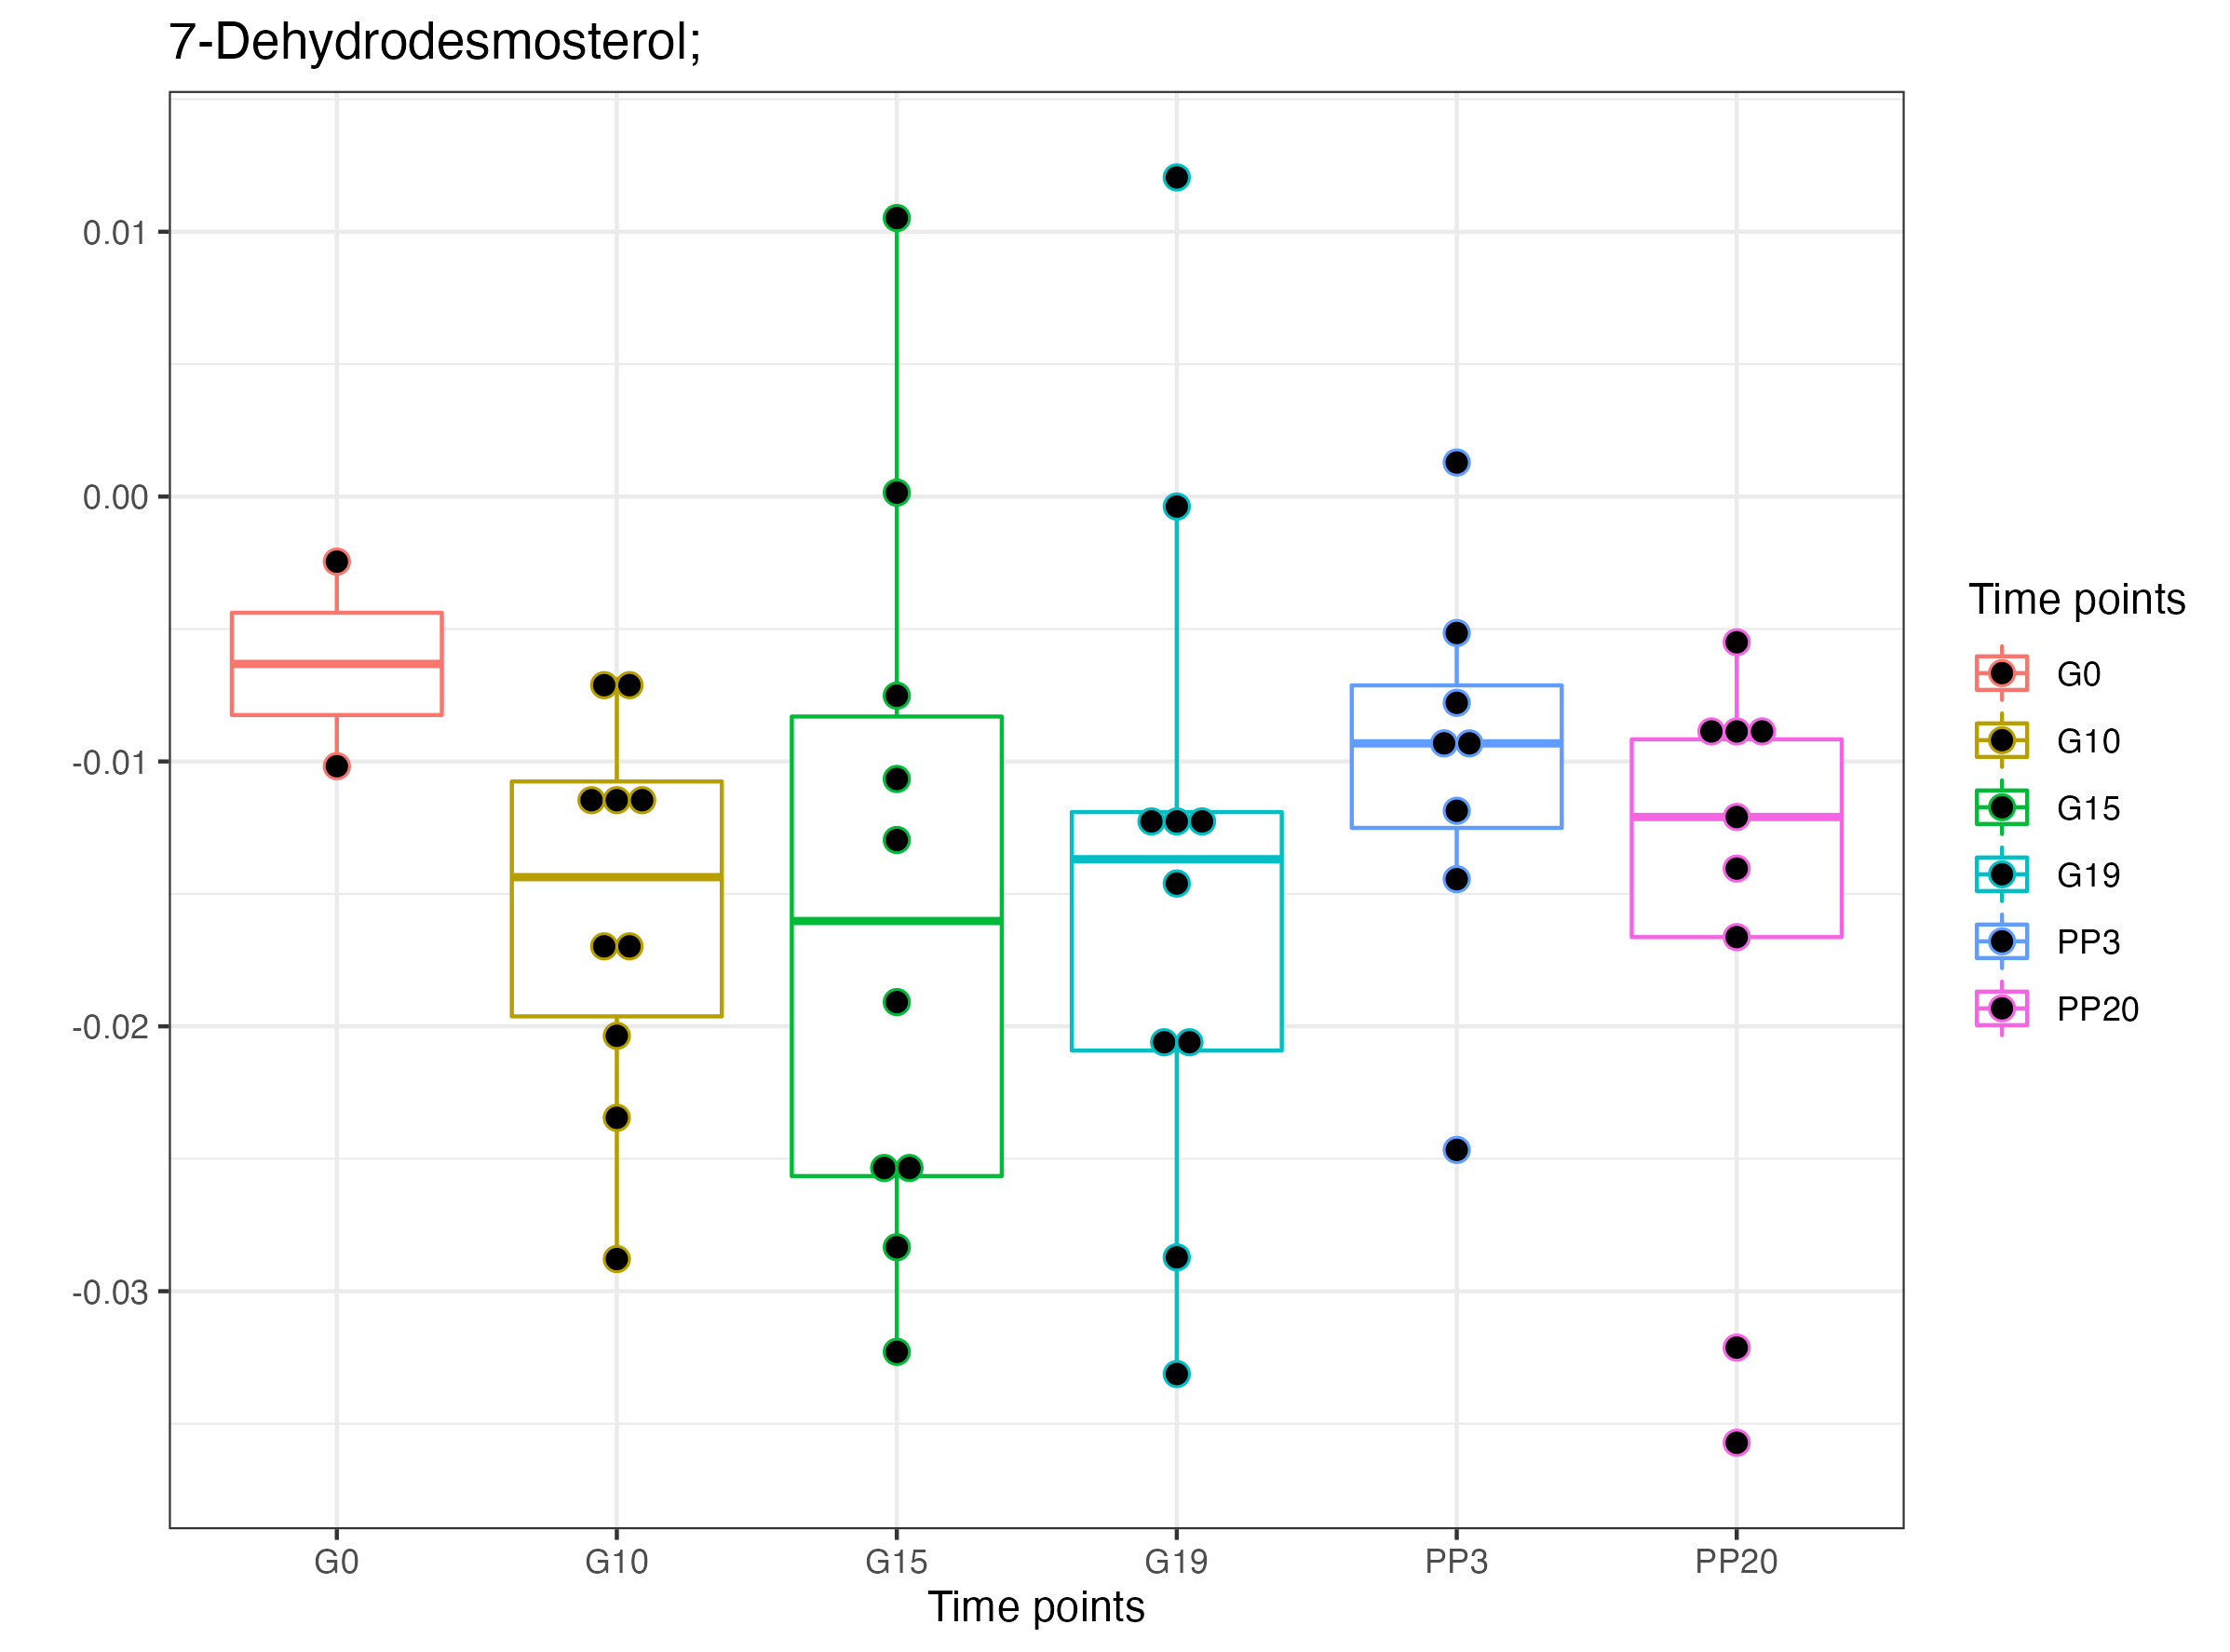 7-Dehydrodesmosterol;
0.01
0.00
-0.01
-0.02
-0.03
G0 G10 G15 G19 PP3 PP20
Time points
Time points
G0
G10
G15
G19
PP3
PP20